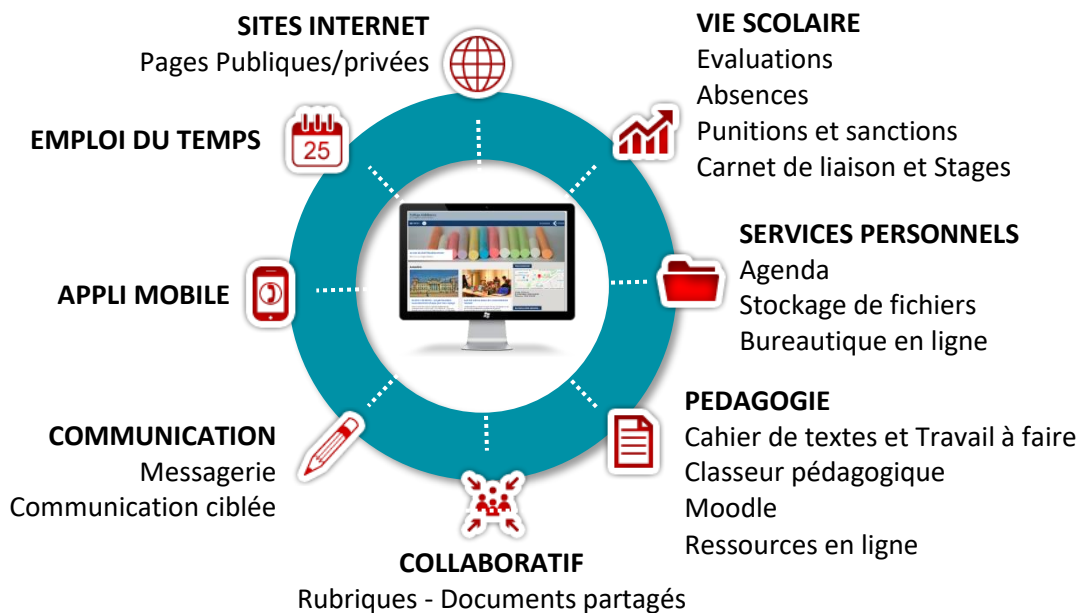 SITES INTERNET
Pages Publiques/privées
VIE SCOLAIRE
Evaluations
Absences
Punitions et sanctions
Carnet de liaison et Stages
SERVICES PERSONNELS
Agenda
Stockage de fichiers
Bureautique en ligne
PEDAGOGIE
Cahier de textes et Travail à faire
Classeur pédagogique
Moodle
Ressources en ligne
COLLABORATIF
Rubriques - Documents partagés
COMMUNICATION
Messagerie
Communication ciblée
APPLI MOBILE
EMPLOI DU TEMPS
25